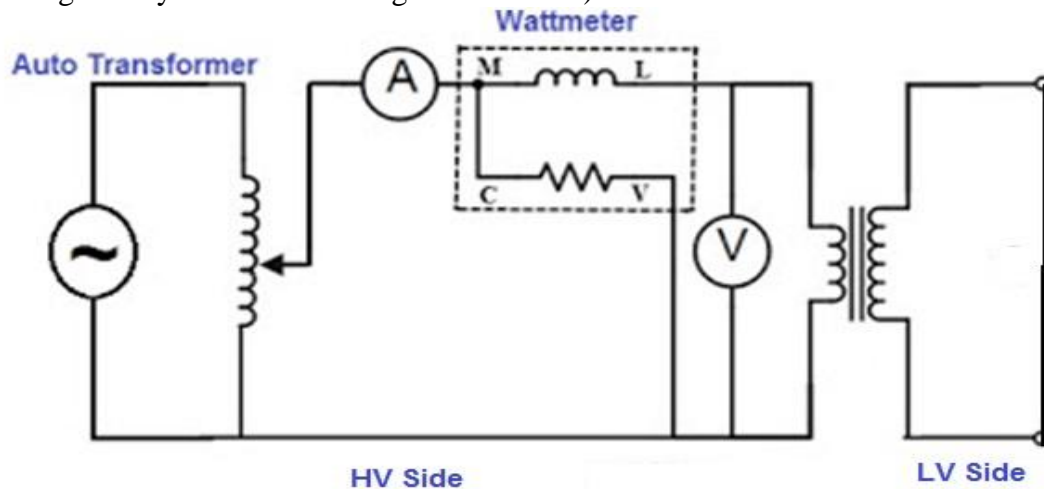 Wattmeter
Auto Transformer
A
M
L
C
V
V
HV Side
LV Side